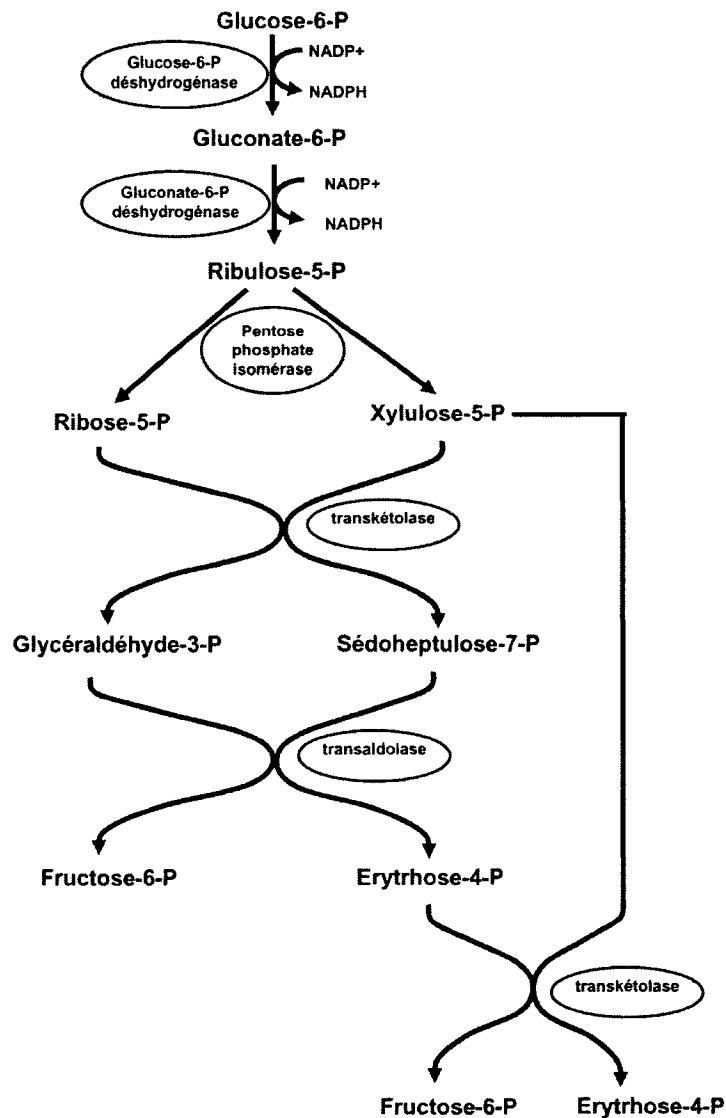 Glucose-6-P
Glucose-6-P
déshydrogénase
NADP+
NADPH
Gluconate-6-P
Gluconate-6-P
déshydrogénase
NADP+
NADPH
Ribulose-5-P
Pentose
phosphate
isomérase
Ribose-5-P
Xylulose-5-P
transkétolase
Glycéraldéhyde-3-P
Sédoheptulose-7-P
transaldolase
Fructose-6-P
Erytrhose-4-P
transkétolase
Fructose-6-P
Erytrhose-4-P